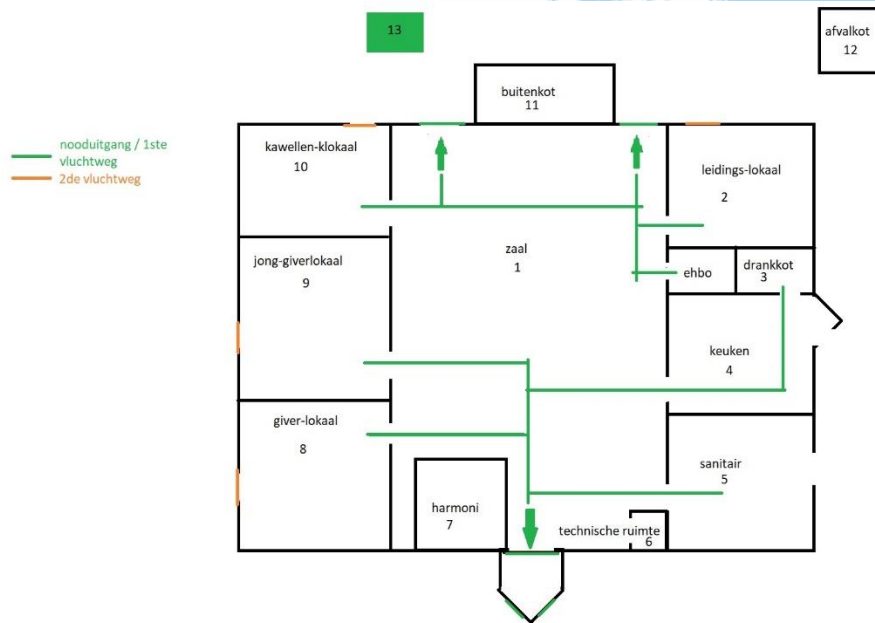 13
afvalkot
12
buitenkot
11
nooduitgang / 1ste
vluchtweg
2de vluchtweg
kawellen-klokaal
10
leidings-lokaal
2
zaal
1
jong-giverlokaal
9
ehbo
drankkot
3
keuken
4
giver-lokaal
8
sanitair
5
harmoni
7
technische ruimte
6